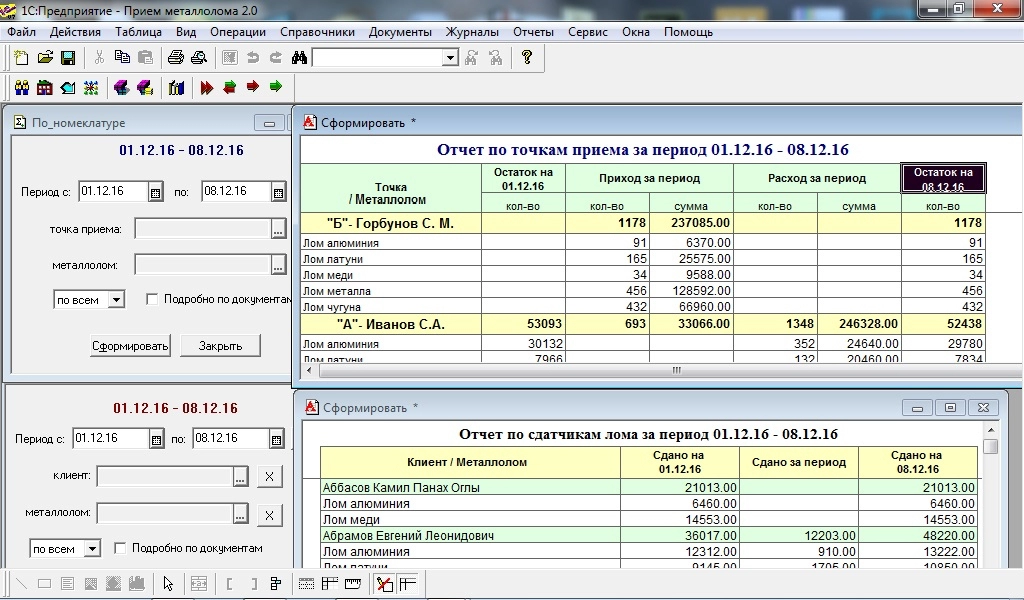 1С:Предприятие - Прием металлолома 2.0
Файл Действия Таблица Вид Операции Справочники Документы Журналы Отчеты Сервис Окна Помощь
По_номеклатуре
01.12.16 - 08.12.16
Период с: 01.12.16 по: 08.12.16
точка приема: ...
металлолом: ...
по всем Подробно по документам
Сформировать Закрыть
Сформировать *
Отчет по точкам приема за период 01.12.16 - 08.12.16
Точка / Металлолом Остаток на 01.12.16 Приход за период Расход за период Остаток на 08.12.16
кол-во кол-во сумма кол-во сумма кол-во
"Б"- Горбунов С. М. 1178 237085.00 1178
Лом алюминия 91 6370.00 91
Лом латуни 165 25575.00 165
Лом меди 34 9588.00 34
Лом металла 456 128592.00 456
Лом чугуна 432 66960.00 432
"А"- Иванов С.А. 53093 693 33066.00 1348 246328.00 52438
Лом алюминия 30132 352 24640.00 29780
Лом латуни 7966 132 20460.00 7834
01.12.16 - 08.12.16
Период с: 01.12.16 по: 08.12.16
клиент: ... X
металлолом: ... X
по всем Подробно по документам
Сформировать *
Отчет по сдатчикам лома за период 01.12.16 - 08.12.16
Клиент / Металлолом Сдано на 01.12.16 Сдано за период Сдано на 08.12.16
Аббасов Камил Панах Оглы 21013.00 21013.00
Лом алюминия 6460.00 6460.00
Лом меди 14553.00 14553.00
Абрамов Евгений Леонидович 36017.00 12203.00 48220.00
Лом алюминия 12312.00 910.00 13222.00
Лом латуни 9145.00 1705.00 10850.00